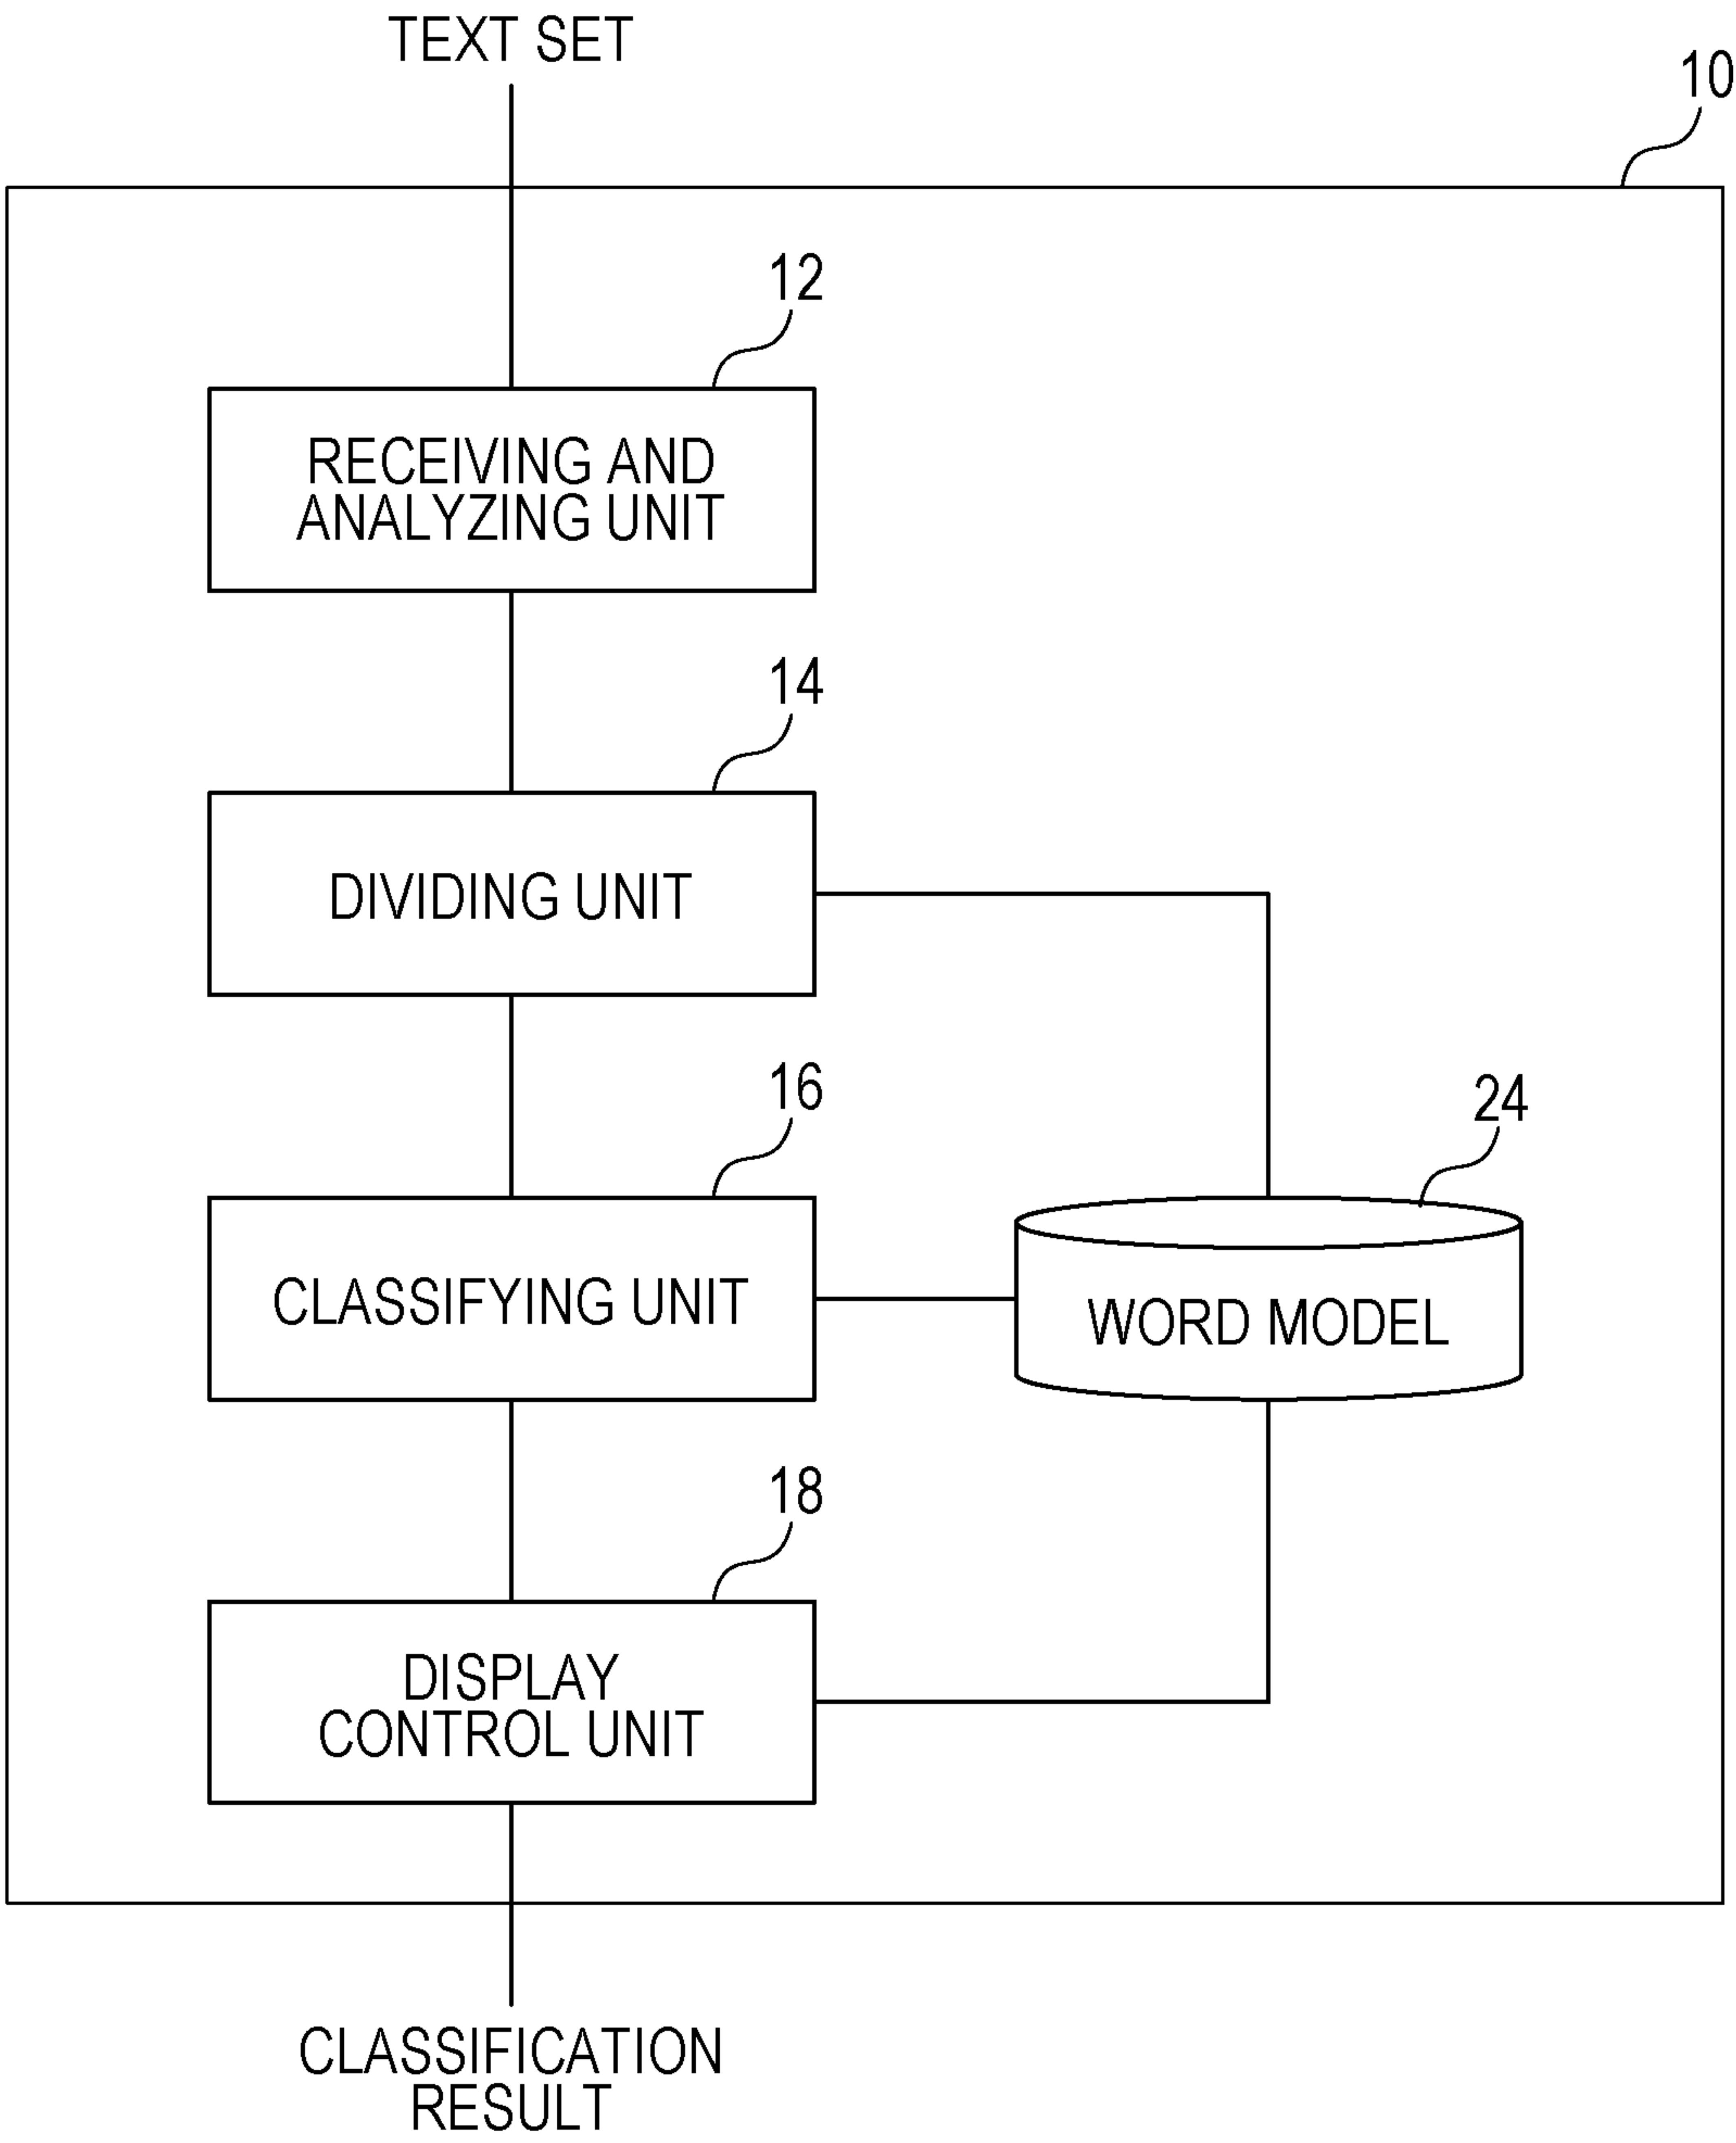 TEXT SET
10
12
RECEIVING AND
ANALYZING UNIT
14
DIVIDING UNIT
16
24
CLASSIFYING UNIT
WORD MODEL
18
DISPLAY
CONTROL UNIT
CLASSIFICATION
RESULT